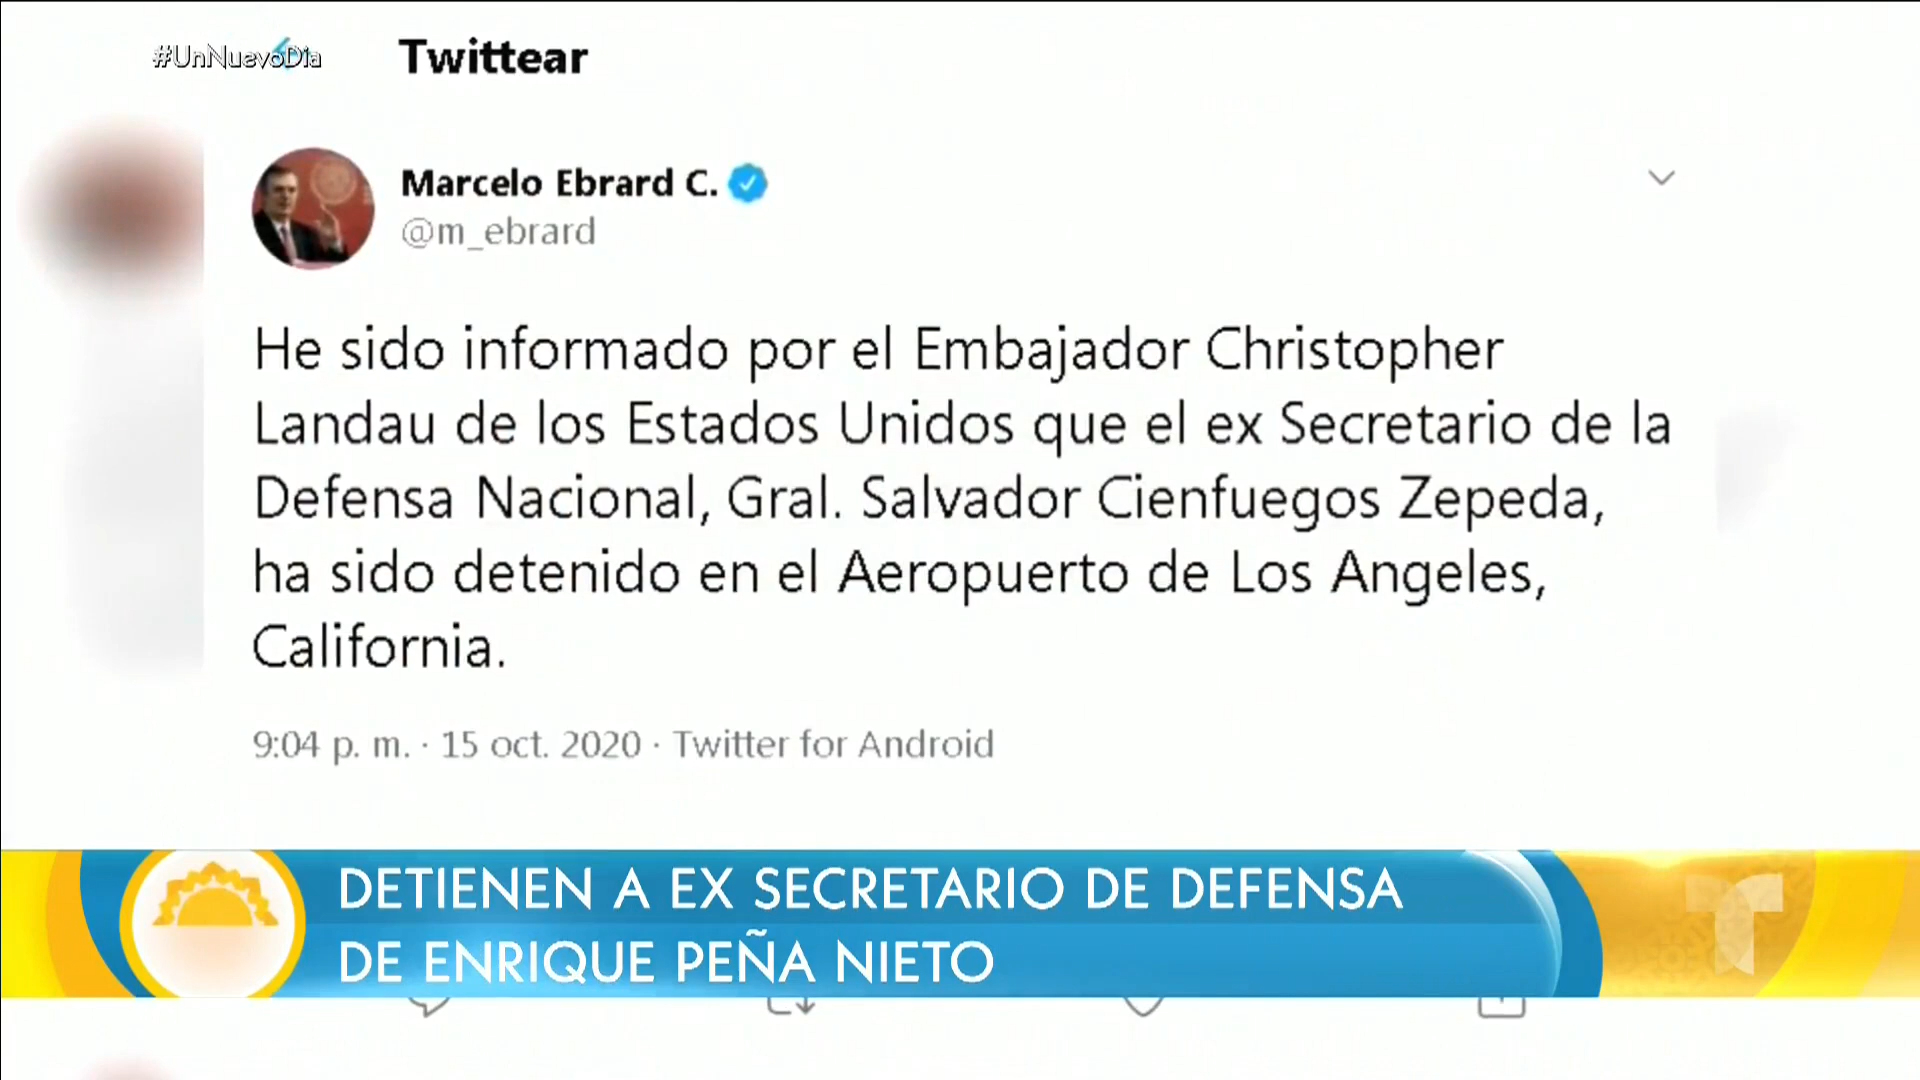 #UnNuevoDia
Twittear
Marcelo Ebrard C.
@m_ebrard
He sido informado por el Embajador Christopher
Landau de los Estados Unidos que el ex Secretario de la
Defensa Nacional, Gral. Salvador Cienfuegos Zepeda,
ha sido detenido en el Aeropuerto de Los Angeles,
California.
9:04 p. m. · 15 oct. 2020 · Twitter for Android
DETIENEN A EX SECRETARIO DE DEFENSA
DE ENRIQUE PEÑA NIETO